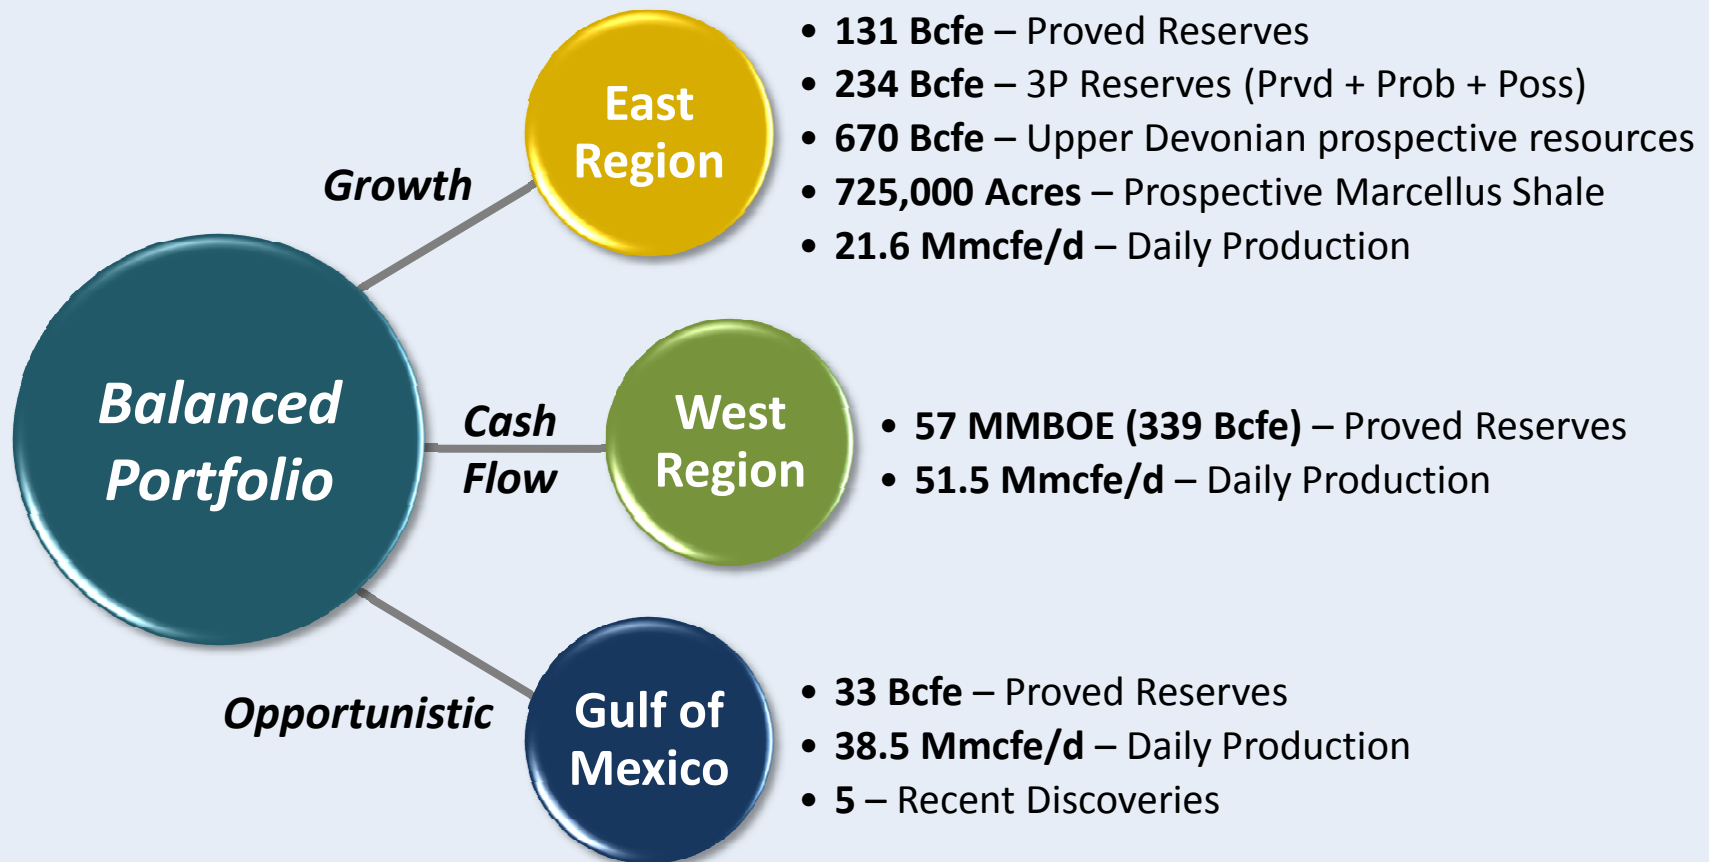 Balanced
Portfolio
Growth
East
Region
• 131 Bcfe – Proved Reserves
• 234 Bcfe – 3P Reserves (Prvd + Prob + Poss)
• 670 Bcfe – Upper Devonian prospective resources
• 725,000 Acres – Prospective Marcellus Shale
• 21.6 Mmcfe/d – Daily Production
Cash
Flow
West
Region
• 57 MMBOE (339 Bcfe) – Proved Reserves
• 51.5 Mmcfe/d – Daily Production
Opportunistic
Gulf of
Mexico
• 33 Bcfe – Proved Reserves
• 38.5 Mmcfe/d – Daily Production
• 5 – Recent Discoveries